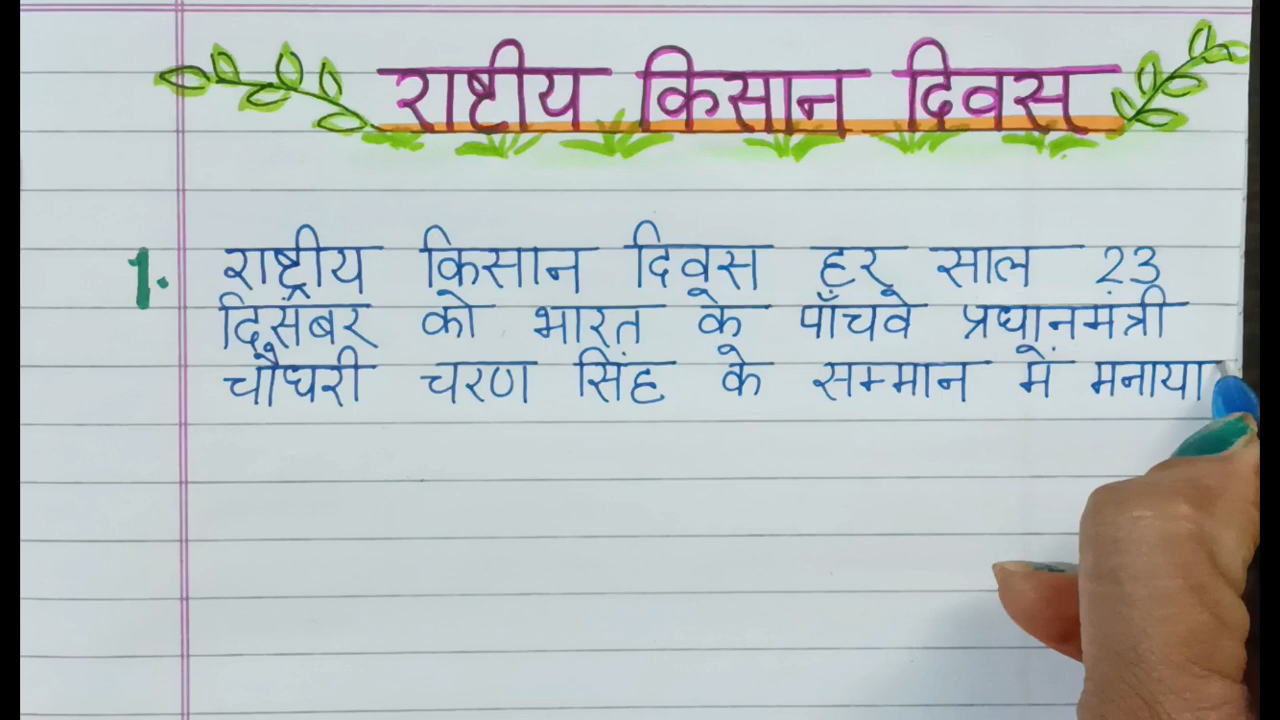 राष्ट्रीय किसान दिवस
1. राष्ट्रीय किसान दिवस हर साल 23
दिसंबर को भारत के पाँचवे प्रधानमंत्री
चौधरी चरण सिंह के सम्मान में मनाया